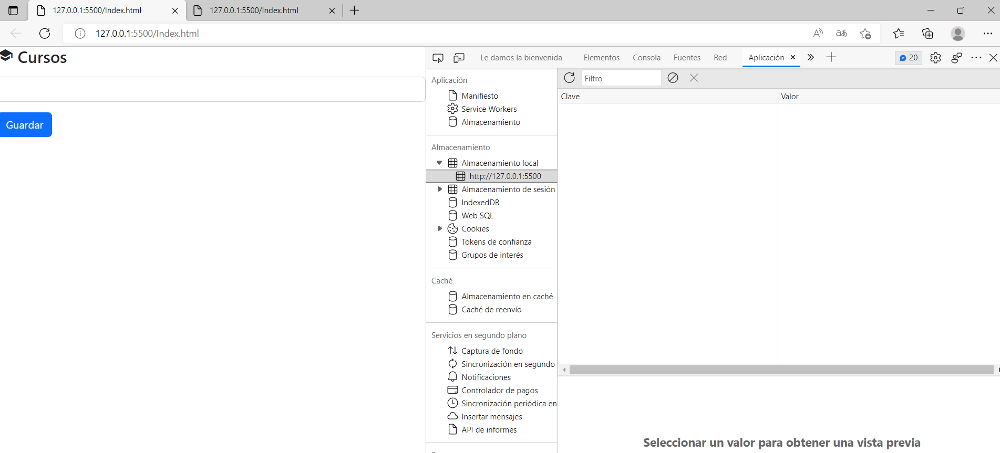 127.0.0.1:5500/Index.html
127.0.0.1:5500/Index.html
127.0.0.1:5500/Index.html
Cursos
Guardar
Le damos la bienvenida
Elementos
Consola
Fuentes
Red
Aplicación
20
Aplicación
Manifiesto
Service Workers
Almacenamiento
Almacenamiento
Almacenamiento local
http://127.0.0.1:5500
Almacenamiento de sesión
IndexedDB
Web SQL
Cookies
Tokens de confianza
Grupos de interés
Caché
Almacenamiento en caché
Caché de reenvío
Servicios en segundo plano
Captura de fondo
Sincronización en segundo
Notificaciones
Controlador de pagos
Sincronización periódica en
Insertar mensajes
API de informes
Filtro
Clave
Valor
Seleccionar un valor para obtener una vista previa